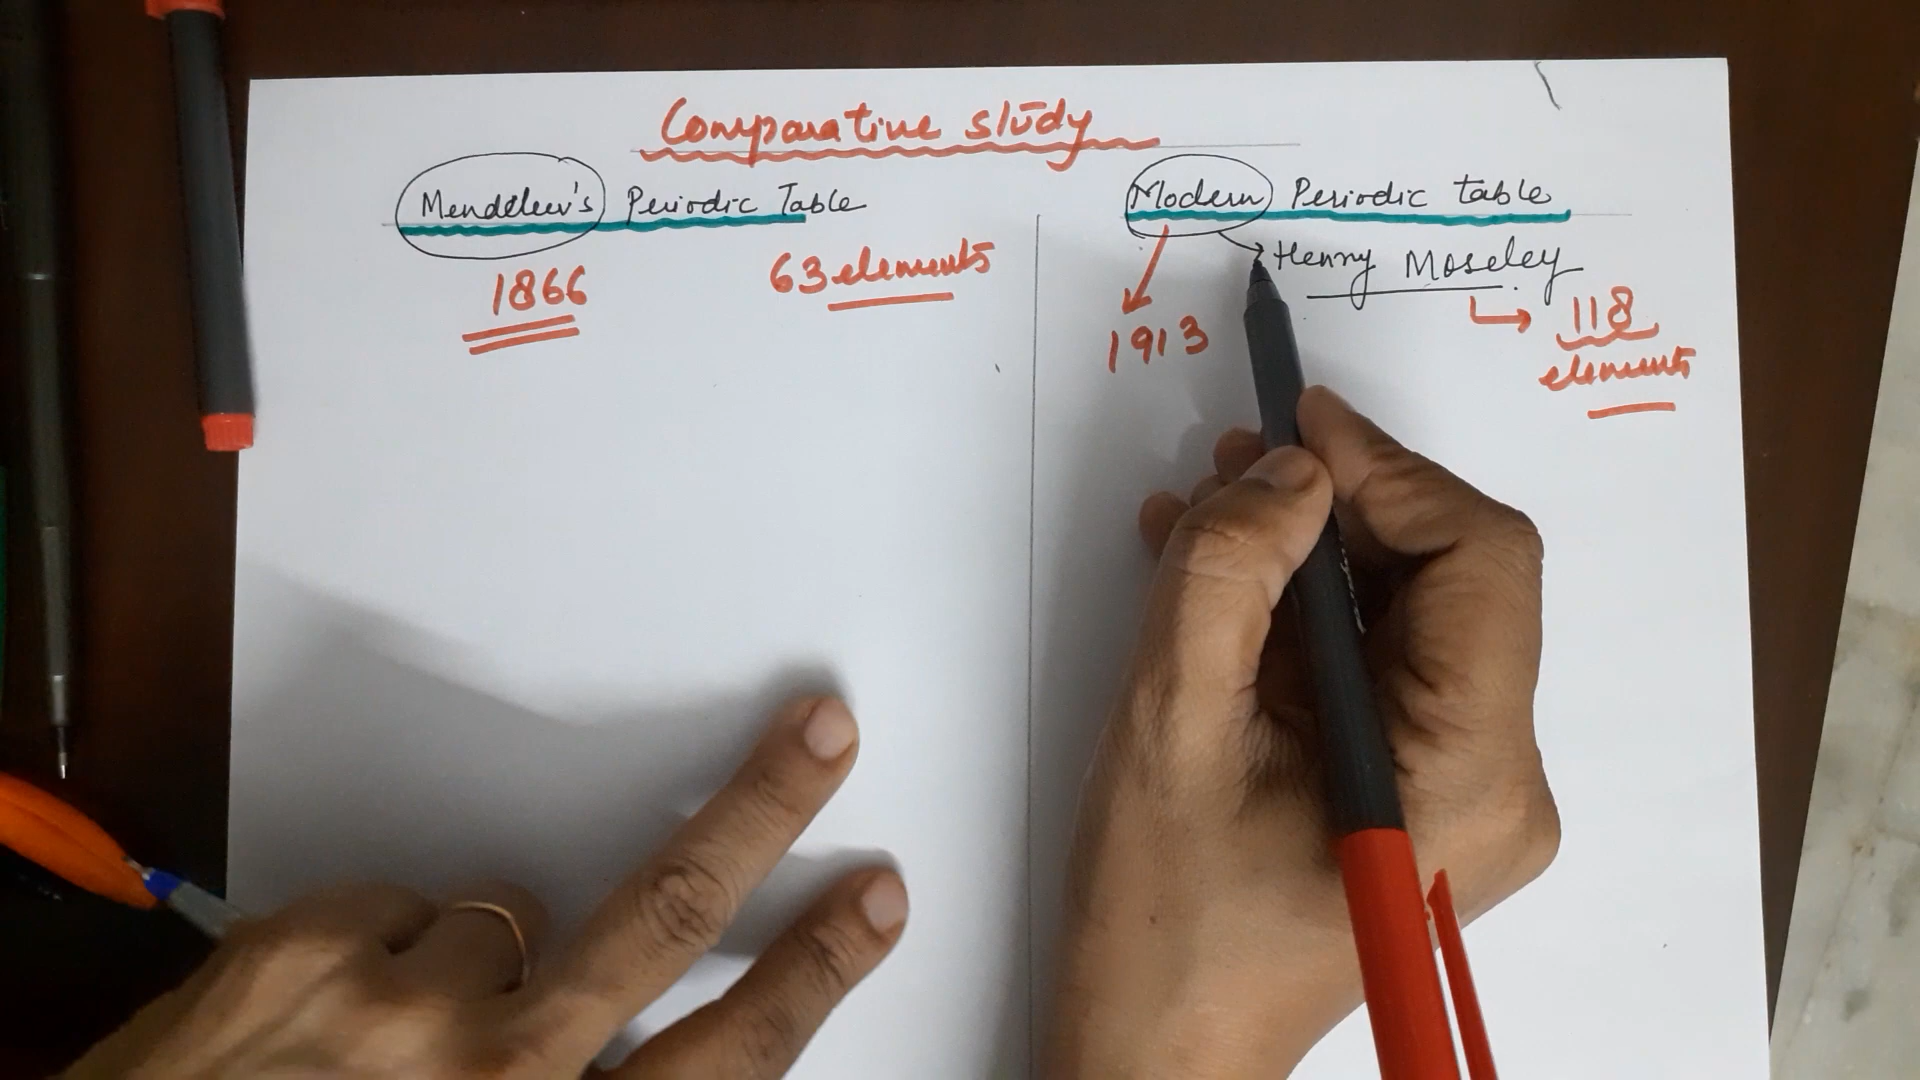 Comparative study
Mendeleev's Periodic Table
1866
63 elements
Modern Periodic table
Henry Moseley
1913
118
elements